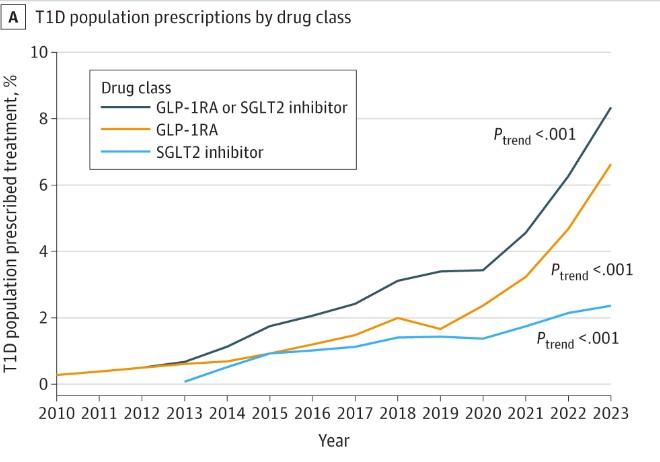 A T1D population prescriptions by drug class
T1D population prescribed treatment, %
10
8
6
4
2
0
Drug class
GLP-1RA or SGLT2 inhibitor
GLP-1RA
SGLT2 inhibitor
Ptrend <.001
Ptrend <.001
Ptrend <.001
2010 2011 2012 2013 2014 2015 2016 2017 2018 2019 2020 2021 2022 2023
Year